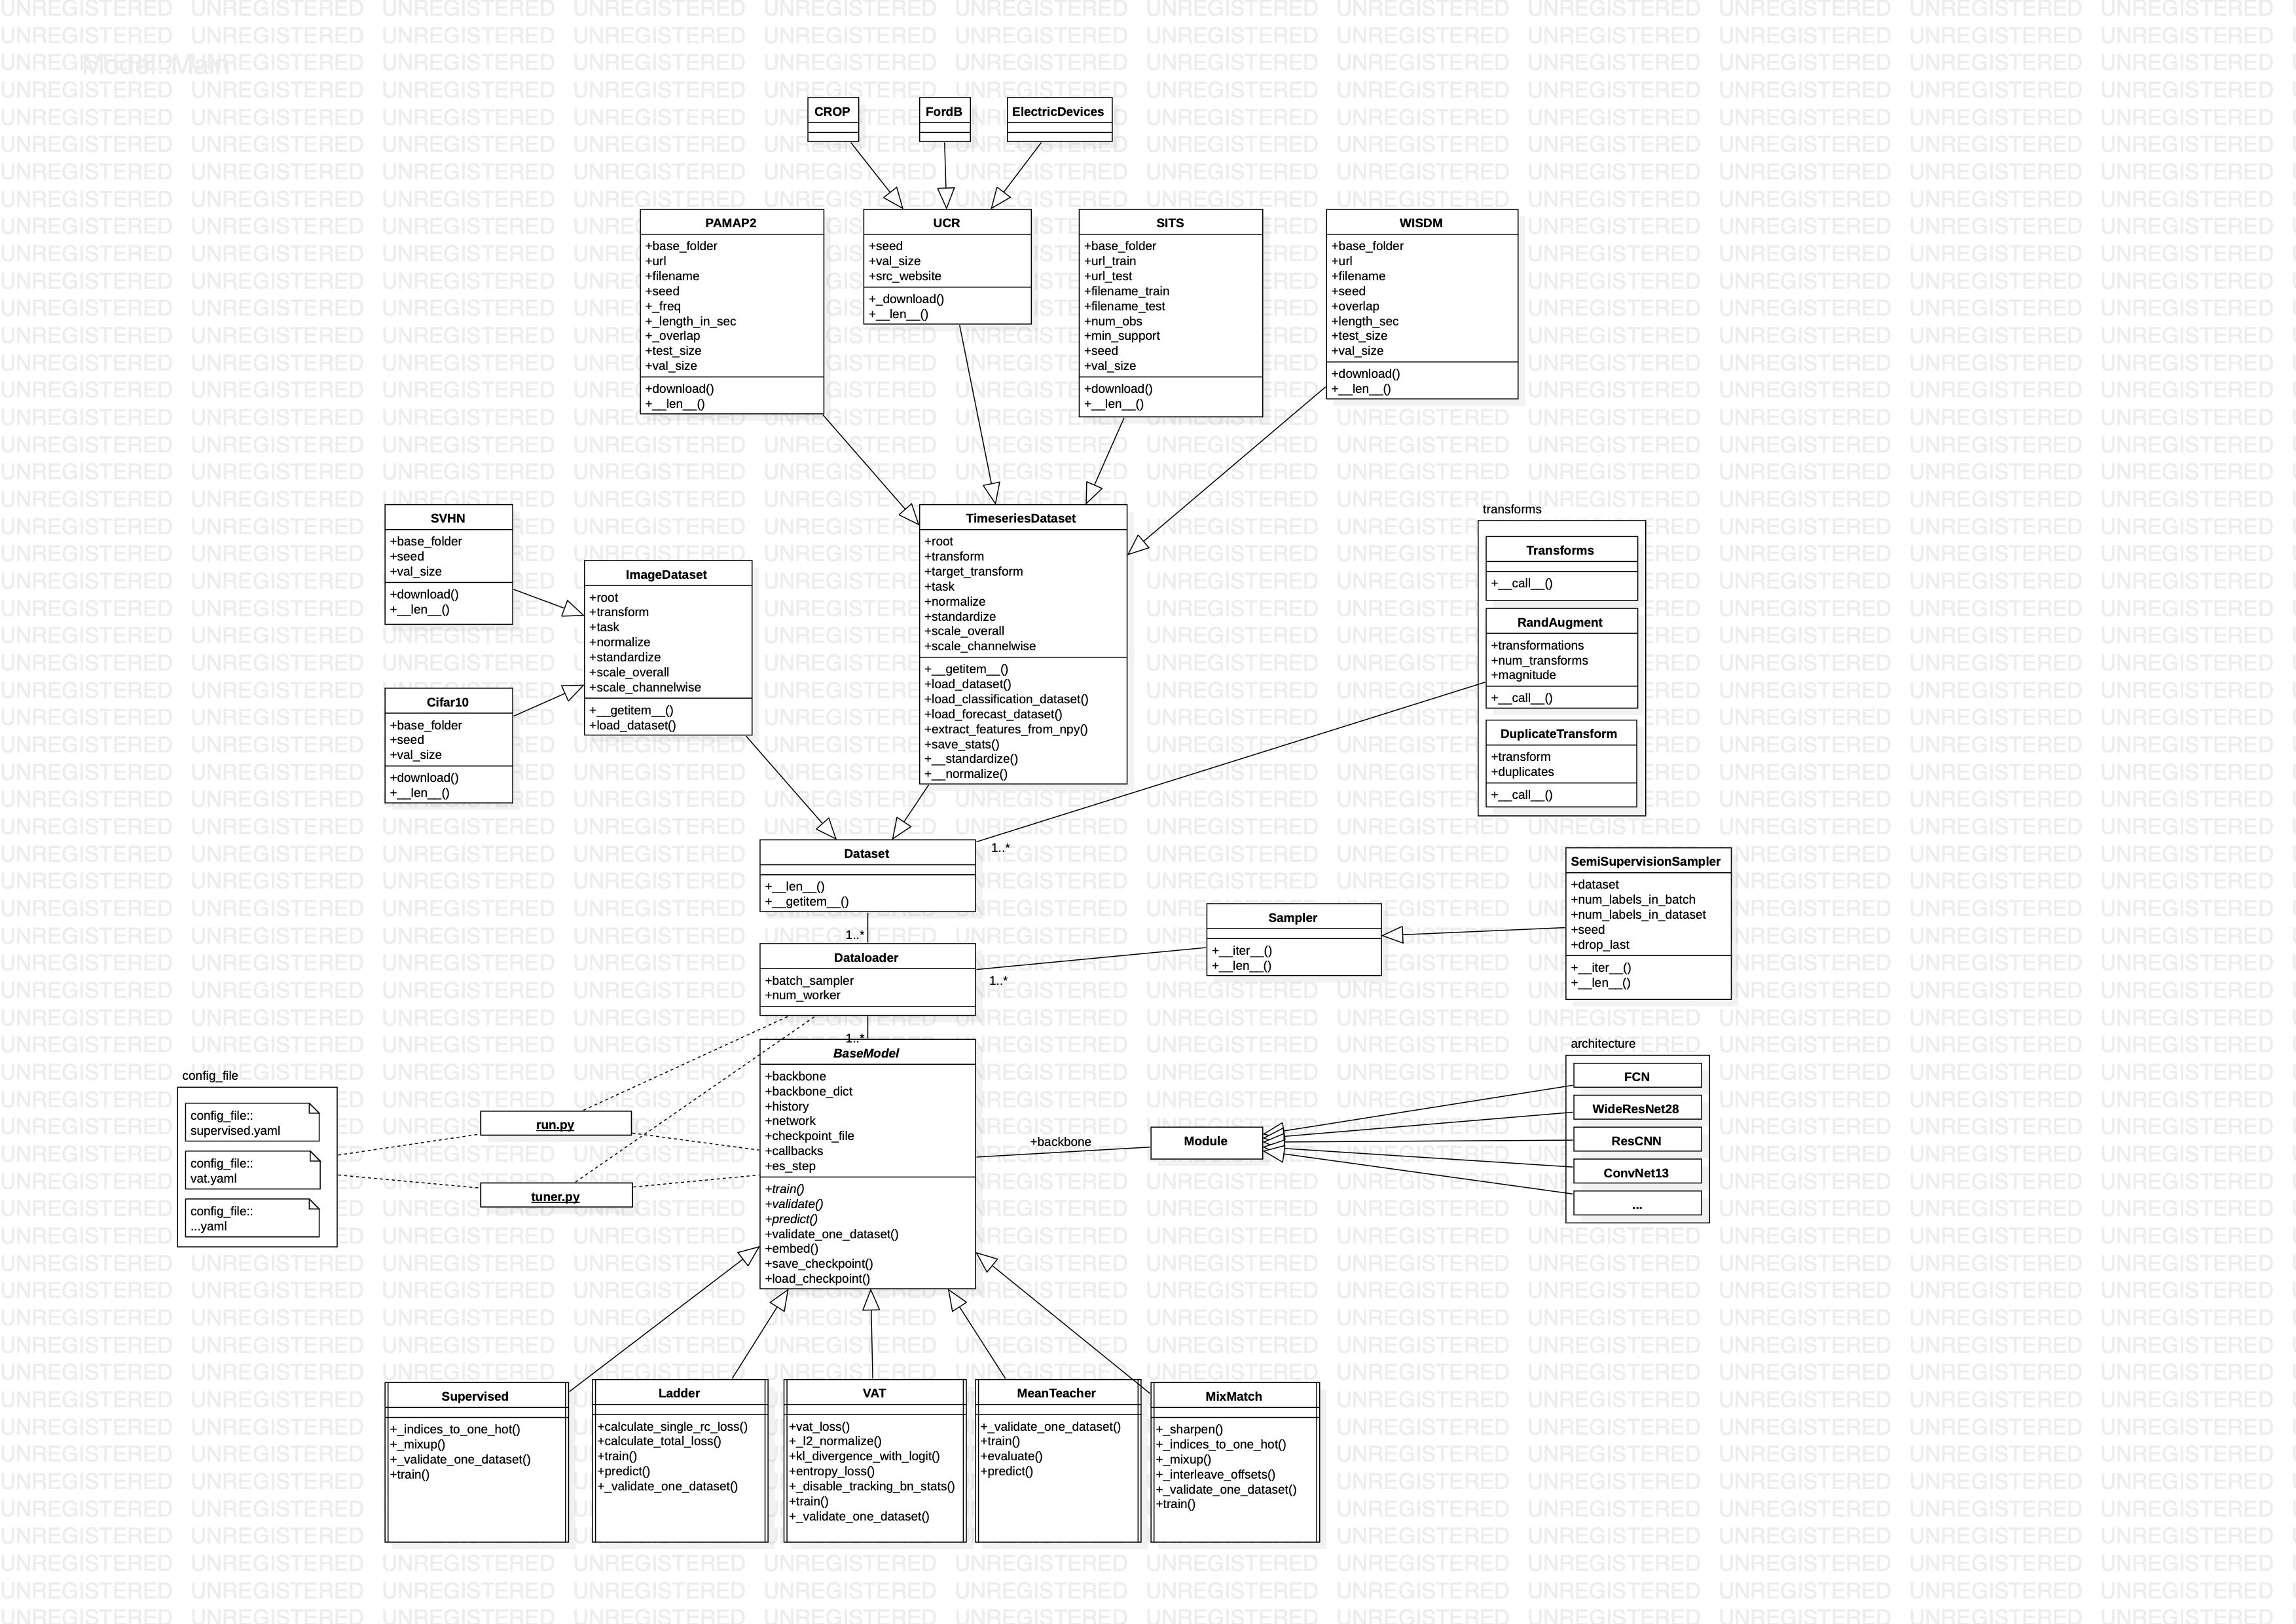 Model::Main
CROP
FordB
ElectricDevices
PAMAP2
+base_folder
+url
+filename
+seed
+_freq
+_length_in_sec
+_overlap
+test_size
+val_size
+download()
+__len__()
UCR
+seed
+val_size
+src_website
+_download()
+__len__()
SITS
+base_folder
+url_train
+url_test
+filename_train
+filename_test
+num_obs
+min_support
+seed
+val_size
+download()
+__len__()
WISDM
+base_folder
+url
+filename
+seed
+overlap
+length_sec
+test_size
+val_size
+download()
+__len__()
SVHN
+base_folder
+seed
+val_size
+download()
+__len__()
Cifar10
+base_folder
+seed
+val_size
+download()
+__len__()
ImageDataset
+root
+transform
+task
+normalize
+standardize
+scale_overall
+scale_channelwise
+__getitem__()
+load_dataset()
TimeseriesDataset
+root
+transform
+target_transform
+task
+normalize
+standardize
+scale_overall
+scale_channelwise
+__getitem__()
+load_dataset()
+load_classification_dataset()
+load_forecast_dataset()
+extract_features_from_npy()
+save_stats()
+__standardize()
+__normalize()
transforms
Transforms
+__call__()
RandAugment
+transformations
+num_transforms
+magnitude
+__call__()
DuplicateTransform
+transform
+duplicates
+__call__()
Dataset
+__len__()
+__getitem__()
1..*
1..*
Dataloader
+batch_sampler
+num_worker
1..*
Sampler
+__iter__()
+__len__()
SemiSupervisionSampler
+dataset
+num_labels_in_batch
+num_labels_in_dataset
+seed
+drop_last
+__iter__()
+__len__()
1..*
BaseModel
+backbone
+backbone_dict
+history
+network
+checkpoint_file
+callbacks
+es_step
+train()
+validate()
+predict()
+validate_one_dataset()
+embed()
+save_checkpoint()
+load_checkpoint()
config_file
config_file::
supervised.yaml
config_file::
vat.yaml
config_file::
...yaml
run.py
tuner.py
+backbone
Module
architecture
FCN
WideResNet28
ResCNN
ConvNet13
...
Supervised
+_indices_to_one_hot()
+_mixup()
+_validate_one_dataset()
+train()
Ladder
+calculate_single_rc_loss()
+calculate_total_loss()
+train()
+predict()
+_validate_one_dataset()
VAT
+vat_loss()
+_l2_normalize()
+kl_divergence_with_logit()
+entropy_loss()
+_disable_tracking_bn_stats()
+train()
+_validate_one_dataset()
MeanTeacher
+_validate_one_dataset()
+train()
+evaluate()
+predict()
MixMatch
+_sharpen()
+_indices_to_one_hot()
+_mixup()
+_interleave_offsets()
+_validate_one_dataset()
+train()
UNREGISTERED